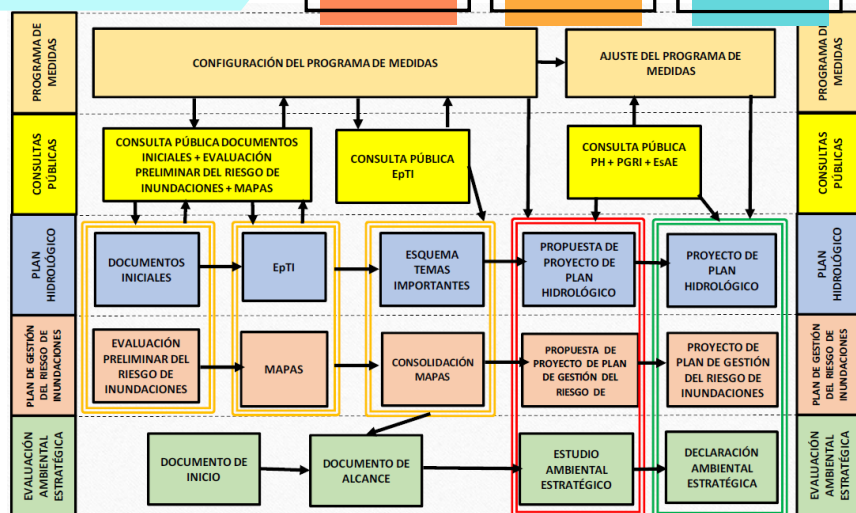 PROGRAMA DE
MEDIDAS
CONFIGURACIÓN DEL PROGRAMA DE MEDIDAS
AJUSTE DEL PROGRAMA DE
MEDIDAS
PROGRAMA DE
MEDIDAS
CONSULTAS
PÚBLICAS
CONSULTA PÚBLICA DOCUMENTOS
INICIALES + EVALUACIÓN
PRELIMINAR DEL RIESGO DE
INUNDACIONES + MAPAS
CONSULTA PÚBLICA
EpTI
CONSULTA PÚBLICA
PH + PGRI + EsAE
CONSULTAS
PÚBLICAS
PLAN
HIDROLÓGICO
DOCUMENTOS
INICIALES
EpTI
ESQUEMA
TEMAS
IMPORTANTES
PROPUESTA DE
PROYECTO DE
PLAN
HIDROLÓGICO
PROYECTO DE
PLAN
HIDROLÓGICO
PLAN
HIDROLÓGICO
PLAN DE GESTIÓN
DEL RIESGO DE
INUNDACIONES
EVALUACIÓN
PRELIMINAR DEL
RIESGO DE
INUNDACIONES
MAPAS
CONSOLIDACIÓN
MAPAS
PROPUESTA DE
PROYECTO DE PLAN
DE GESTIÓN DEL
RIESGO DE
PROYECTO DE
PLAN DE GESTIÓN
DEL RIESGO DE
INUNDACIONES
PLAN DE GESTIÓN
DEL RIESGO DE
INUNDACIONES
EVALUACIÓN
AMBIENTAL
ESTRATÉGICA
DOCUMENTO DE
INICIO
DOCUMENTO DE
ALCANCE
ESTUDIO
AMBIENTAL
ESTRATÉGICO
DECLARACIÓN
AMBIENTAL
ESTRATÉGICA
EVALUACIÓN
AMBIENTAL
ESTRATÉGICA